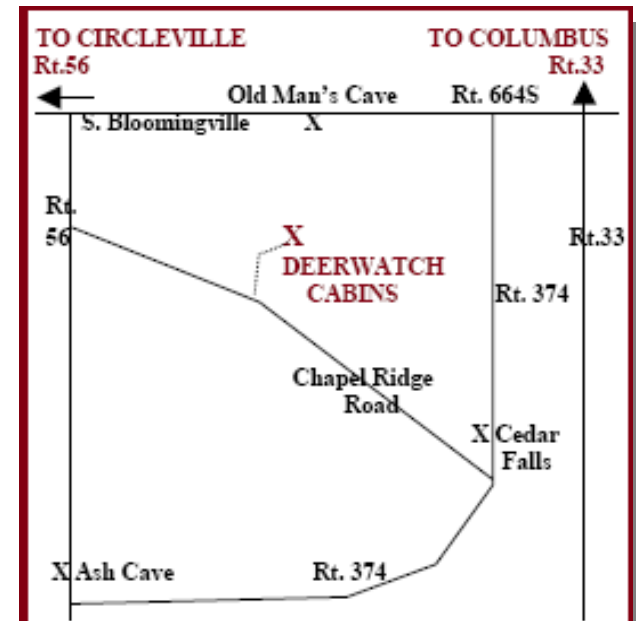 TO CIRCLEVILLE
Rt.56
TO COLUMBUS
Rt.33
Old Man's Cave
Rt. 664S
S. Bloomingville
X
Rt.
56
X
DEERWATCH
CABINS
Rt.33
Rt. 374
Chapel Ridge
Road
X Cedar
Falls
X Ash Cave
Rt. 374